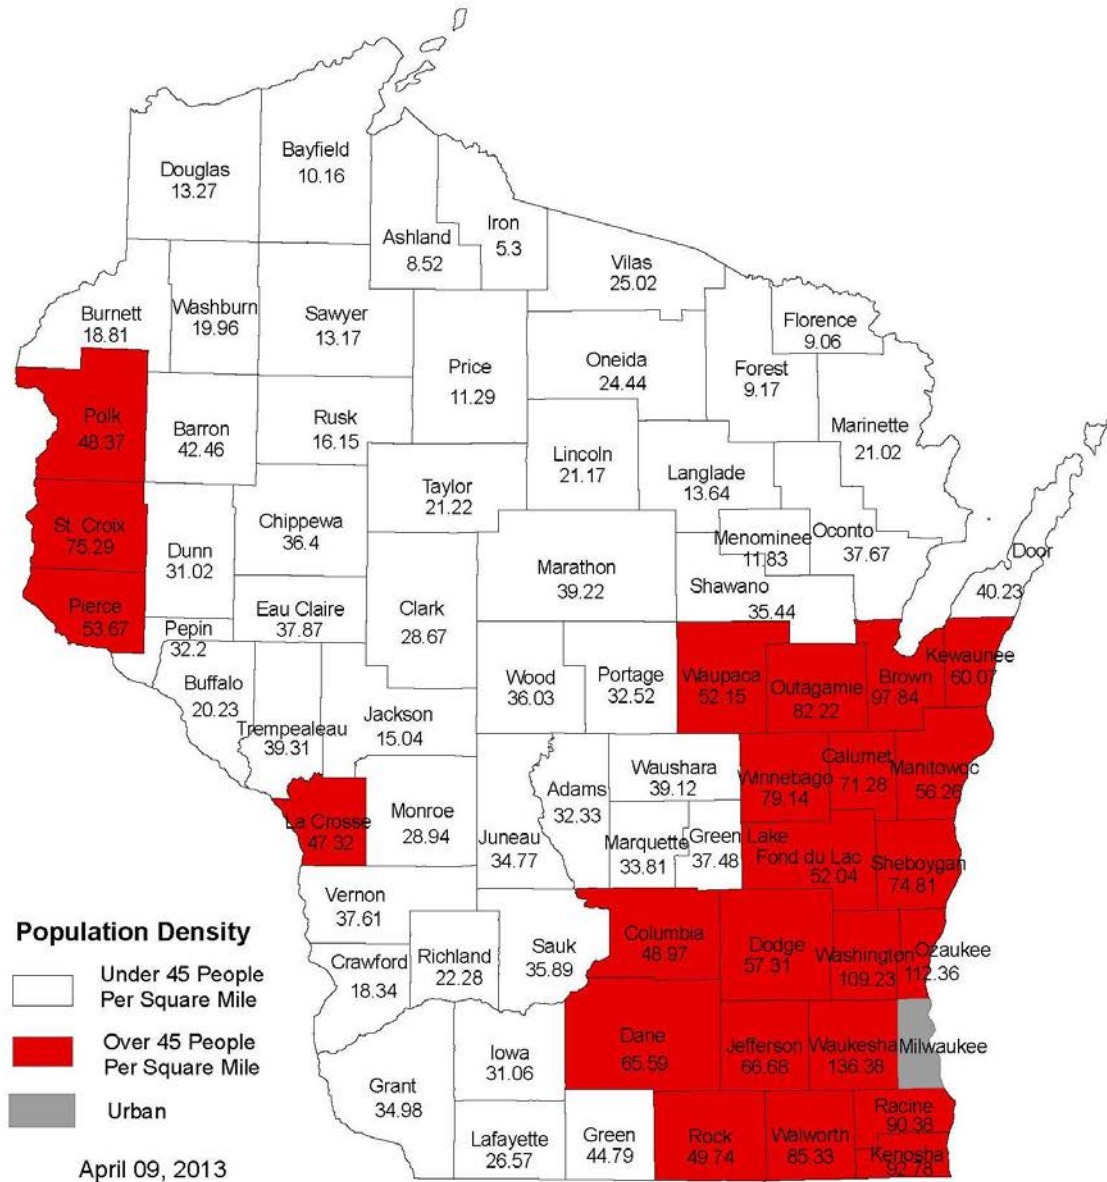 Douglas
13.27
Bayfield
10.16
Ashland
8.52
Iron
5.3
Vilas
25.02
Burnett
18.81
Washburn
19.96
Sawyer
13.17
Price
11.29
Oneida
24.44
Forest
9.17
Florence
9.06
Marinette
21.02
Polk
48.37
Barron
42.46
Rusk
16.15
Lincoln
21.17
Langlade
13.64
Taylor
21.22
St. Croix
75.29
Dunn
31.02
Chippewa
36.4
Marathon
39.22
Menominee
11.83
Oconto
37.67
Door
40.23
Shawano
35.44
Pierce
53.67
Pepin
32.2
Eau Claire
37.87
Clark
28.67
Wood
36.03
Portage
32.52
Waupaca
52.15
Outagamie
82.22
Brown
97.84
Kewaunee
60.07
Buffalo
20.23
Trempealeau
39.31
Jackson
15.04
Adams
32.33
Waushara
39.12
Winnebago
79.14
Calumet
71.28
Manitowoc
56.26
La Crosse
47.32
Monroe
28.94
Juneau
34.77
Marquette
33.81
Green Lake
37.48
Fond du Lac
52.04
Sheboygan
74.81
Vernon
37.61
Crawford
18.34
Richland
22.28
Sauk
35.89
Columbia
48.97
Dodge
57.31
Washington
109.23
Ozaukee
112.36
Grant
34.98
Iowa
31.06
Dane
65.59
Jefferson
66.68
Waukesha
136.38
Milwaukee
Lafayette
26.57
Green
44.79
Rock
49.74
Walworth
85.33
Racine
90.38
Kenosha
92.78
Population Density
Under 45 People
Per Square Mile
Over 45 People
Per Square Mile
Urban
April 09, 2013